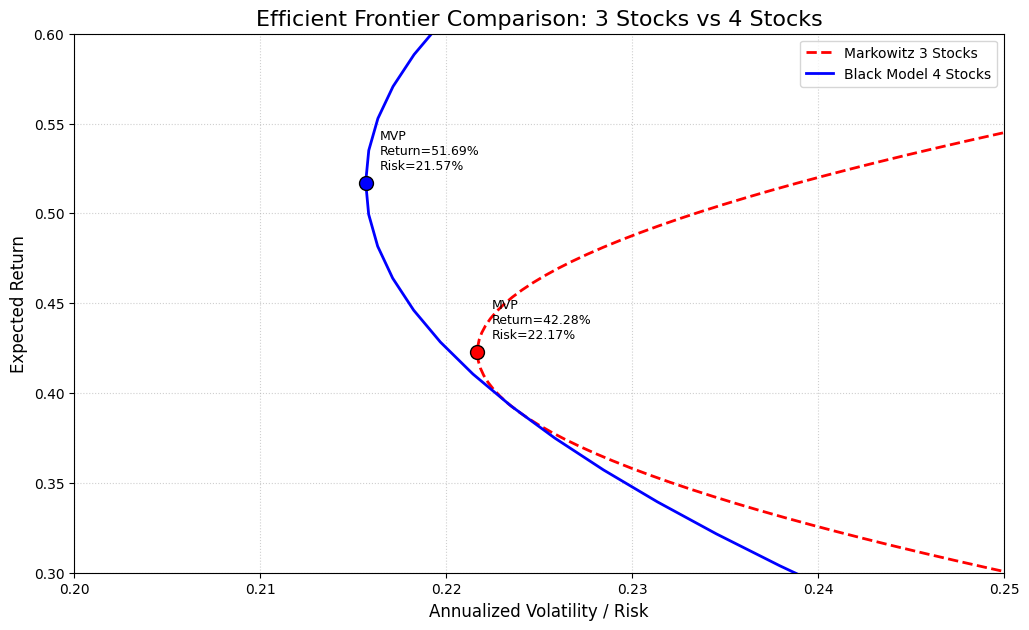 Efficient Frontier Comparison: 3 Stocks vs 4 Stocks
Markowitz 3 Stocks
Black Model 4 Stocks
0.60
0.55
0.50
0.45
0.40
0.35
0.30
Expected Return
MVP
Return=51.69%
Risk=21.57%
MVP
Return=42.28%
Risk=22.17%
0.20
0.21
0.22
0.23
0.24
0.25
Annualized Volatility / Risk